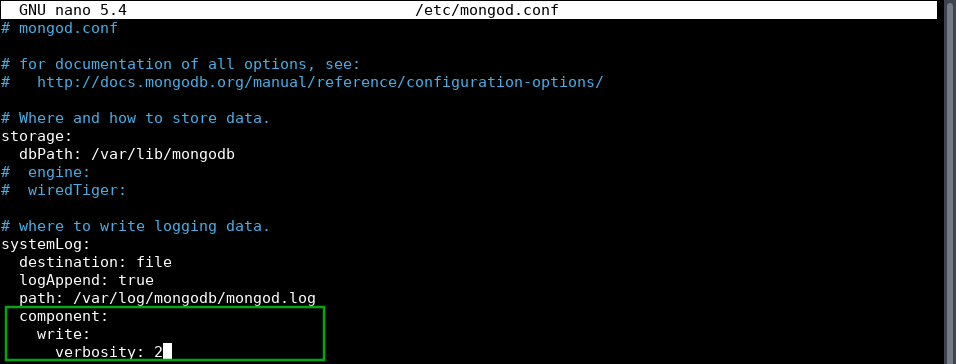 GNU nano 5.4 /etc/mongod.conf
# mongod.conf
# for documentation of all options, see:
#   http://docs.mongodb.org/manual/reference/configuration-options/
# Where and how to store data.
storage:
  dbPath: /var/lib/mongodb
#  engine:
#  wiredTiger:
# where to write logging data.
systemLog:
  destination: file
  logAppend: true
  path: /var/log/mongodb/mongod.log
  component:
    write:
      verbosity: 2